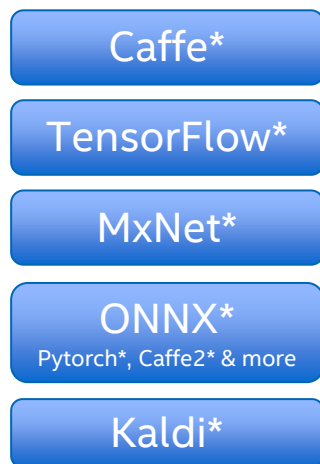 Caffe*
TensorFlow*
MxNet*
ONNX*
Pytorch*, Caffe2* & more
Kaldi*